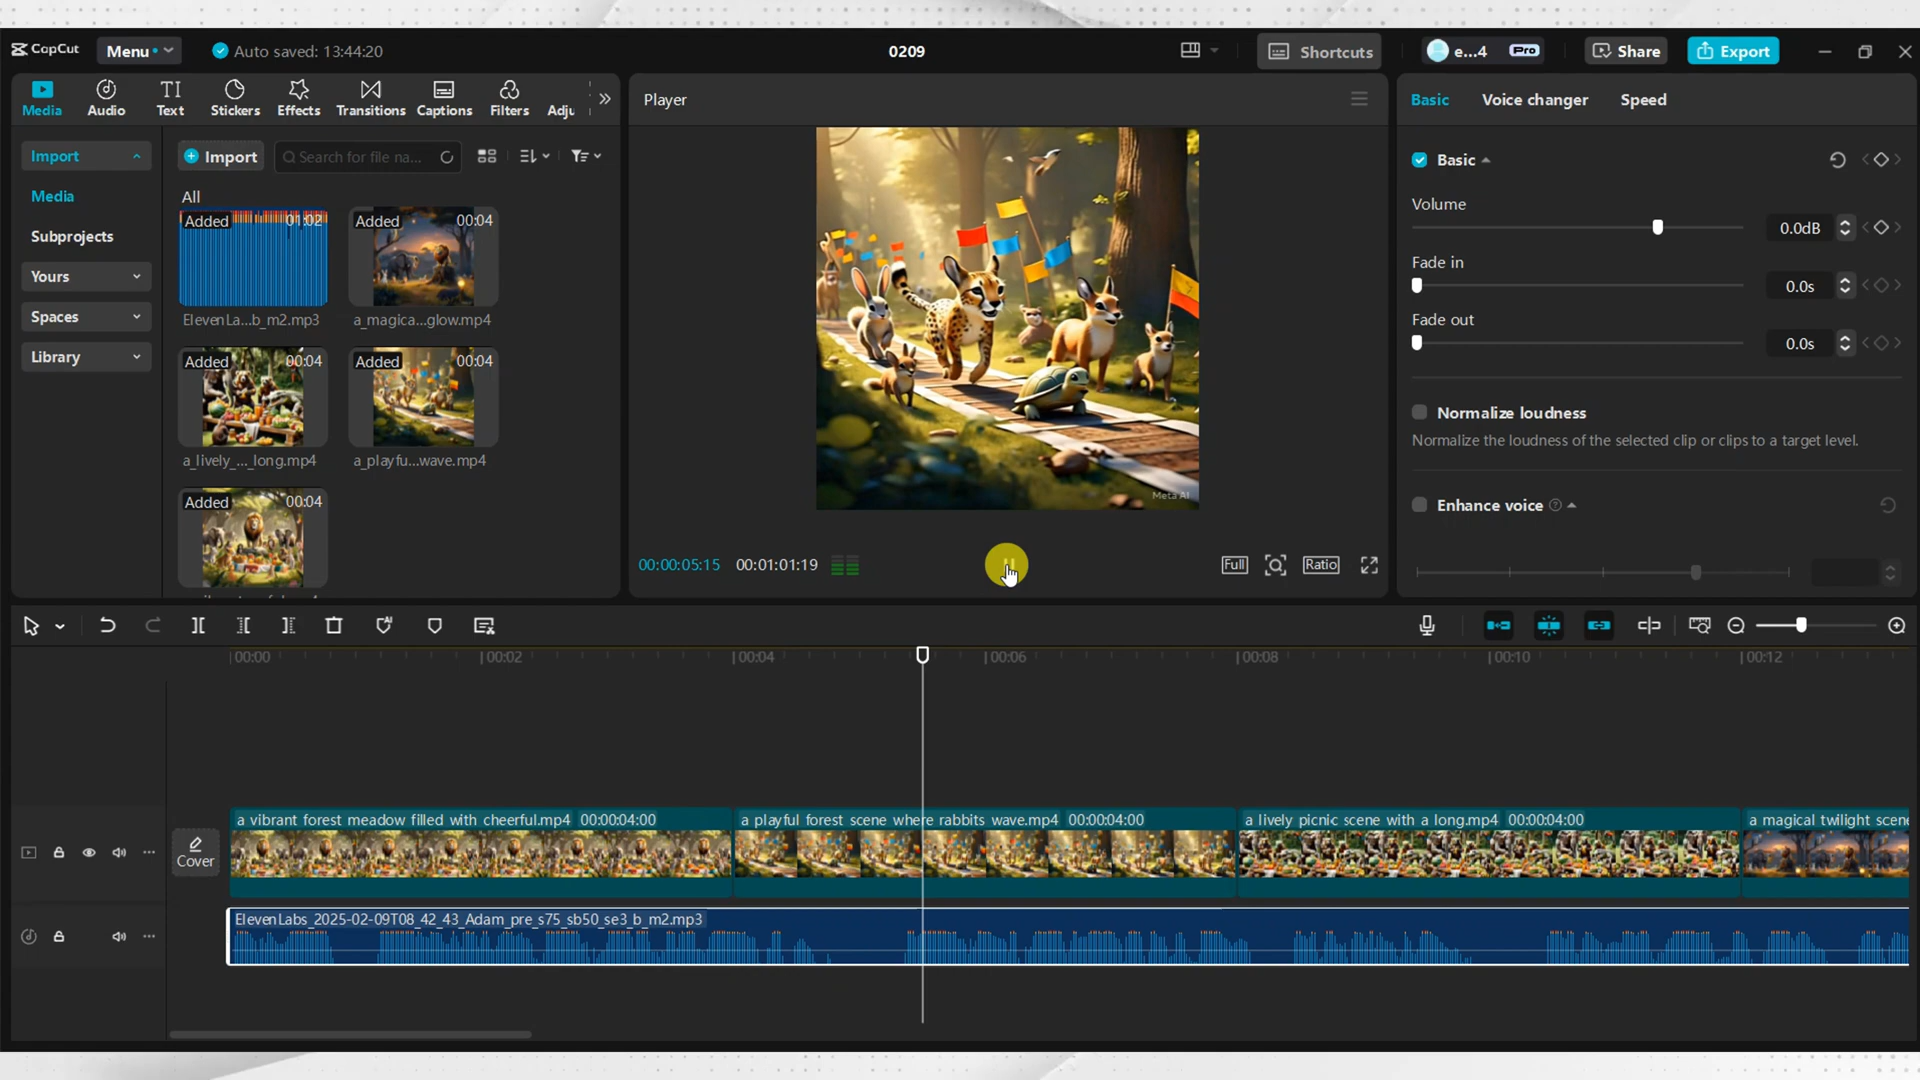 CapCut
Menu
Auto saved: 13:44:20
0209
Shortcuts
e...4
Pro
Share
Export
Media
Audio
TI
Text
Stickers
Effects
Transitions
Captions
Filters
Adju
Player
Basic
Voice changer
Speed
Import
Media
Subprojects
Yours
Spaces
Library
Import
Search for file na...
All
Added
01:02
ElevenLa...b_m2.mp3
Added
00:04
a_magica...glow.mp4
Added
00:04
a_lively_..._long.mp4
Added
00:04
a_playfu...wave.mp4
Added
00:04
Meta AI
00:00:05:15
00:01:01:19
Full
Ratio
Basic
Volume
0.0dB
Fade in
0.0s
Fade out
0.0s
Normalize loudness
Normalize the loudness of the selected clip or clips to a target level.
Enhance voice
00:00
00:02
00:04
00:06
00:08
00:10
00:12
Cover
a vibrant forest meadow filled with cheerful.mp4 00:00:04:00
a playful forest scene where rabbits wave.mp4 00:00:04:00
a lively picnic scene with a long.mp4 00:00:04:00
a magical twilight scene
ElevenLabs_2025-02-09T08_42_43_Adam_pre_s75_sb50_se3_b_m2.mp3